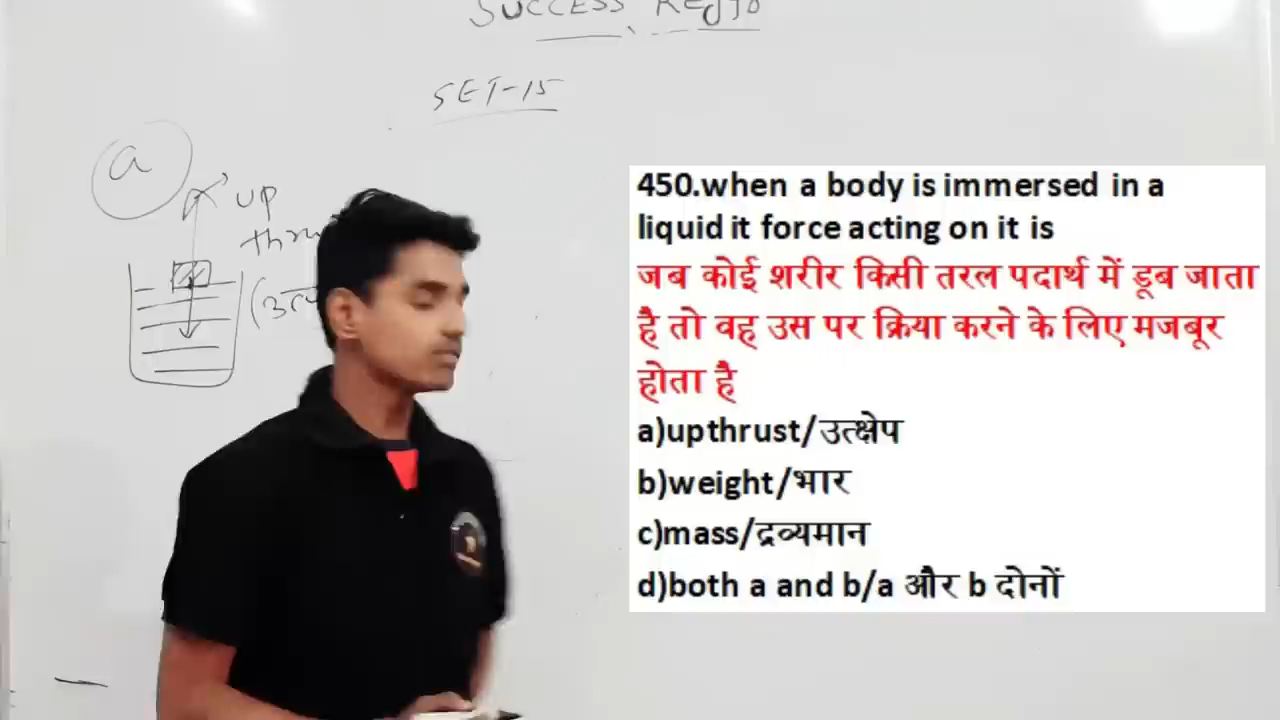 SUCCESS
SET-15
a
up
450.when a body is immersed in a
liquid it force acting on it is
जब कोई शरीर किसी तरल पदार्थ में डूब जाता
है तो वह उस पर क्रिया करने के लिए मजबूर
होता है
a)upthrust/उत्क्षेप
b)weight/भार
c)mass/द्रव्यमान
d)both a and b/a और b दोनों